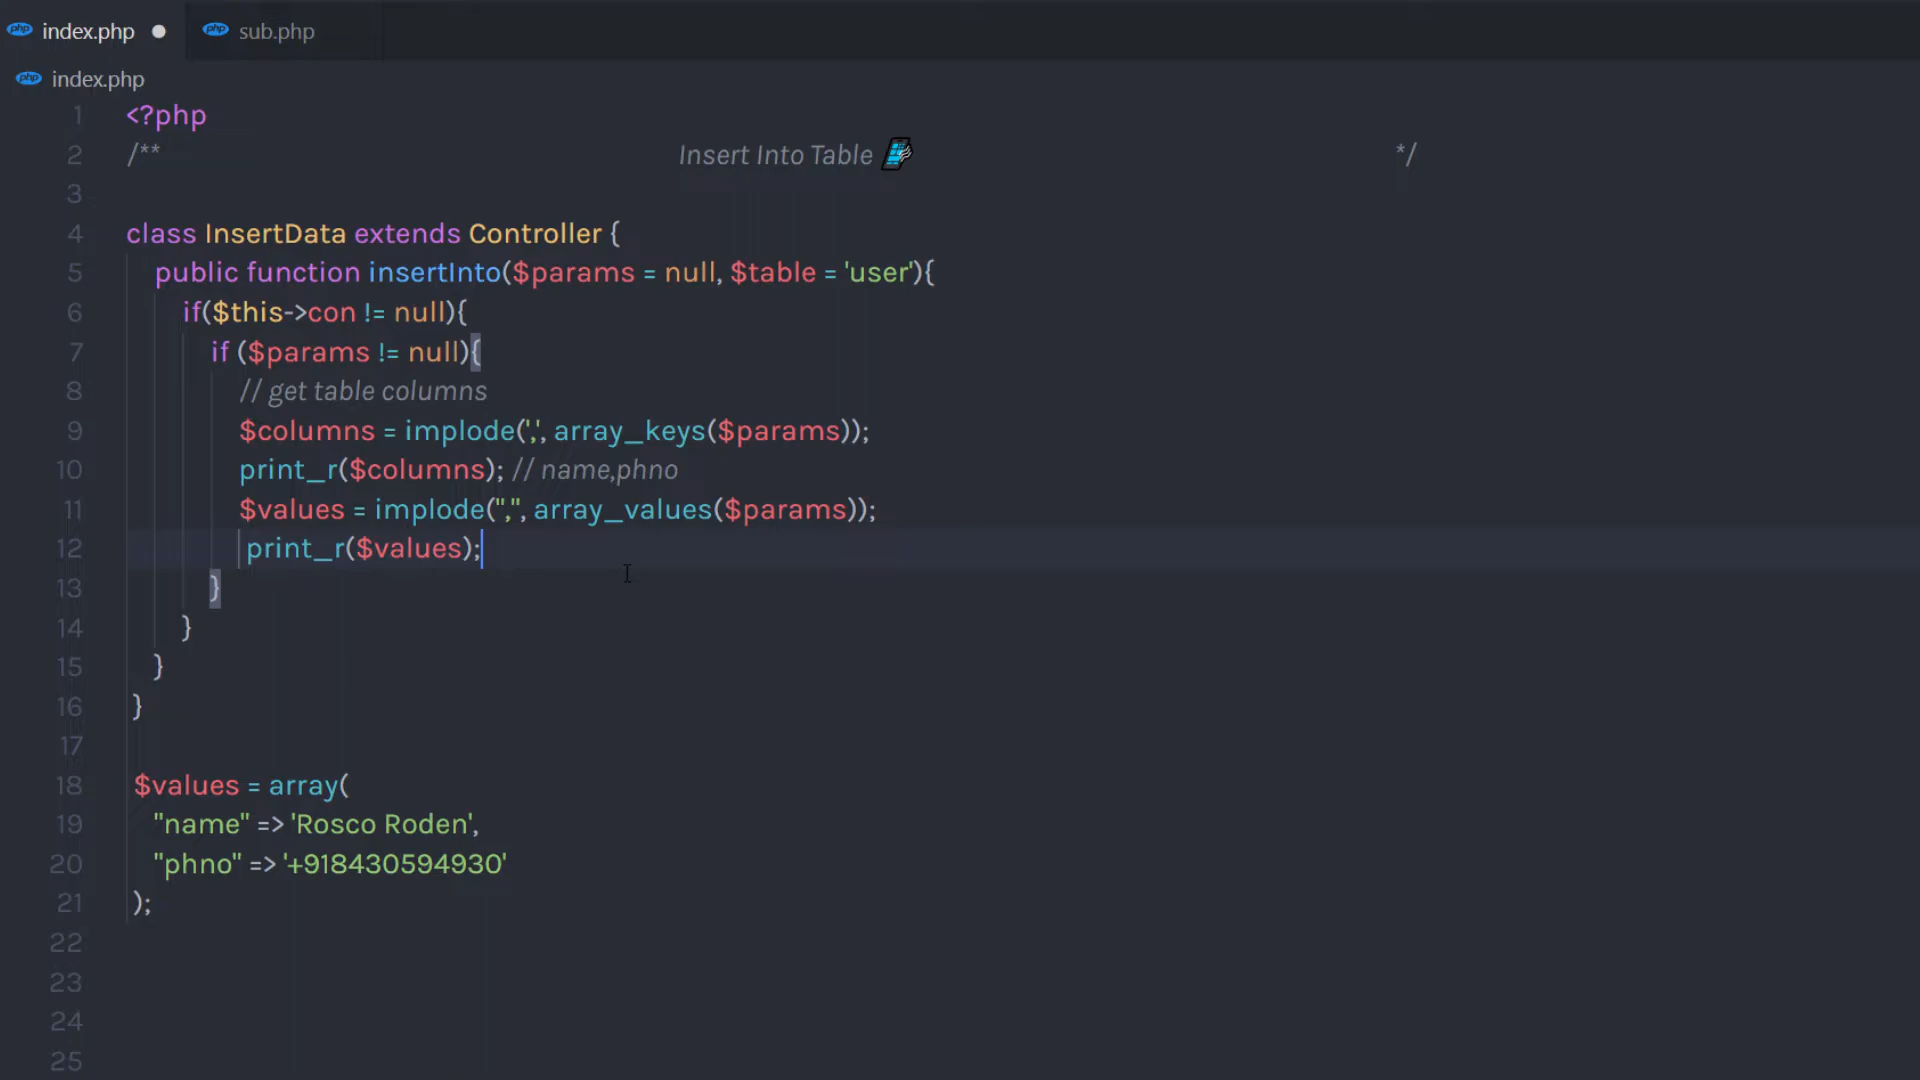 php index.php ● php sub.php
php index.php
1 <?php
2 /** Insert Into Table */
3
4 class InsertData extends Controller {
5 public function insertInto($params = null, $table = 'user'){
6 if($this->con != null){
7 if ($params != null){
8 // get table columns
9 $columns = implode(',', array_keys($params));
10 print_r($columns); // name,phno
11 $values = implode(",", array_values($params));
12 print_r($values);
13 }
14 }
15 }
16 }
17
18 $values = array(
19 "name" => 'Rosco Roden',
20 "phno" => '+918430594930'
21 );
22
23
24
25